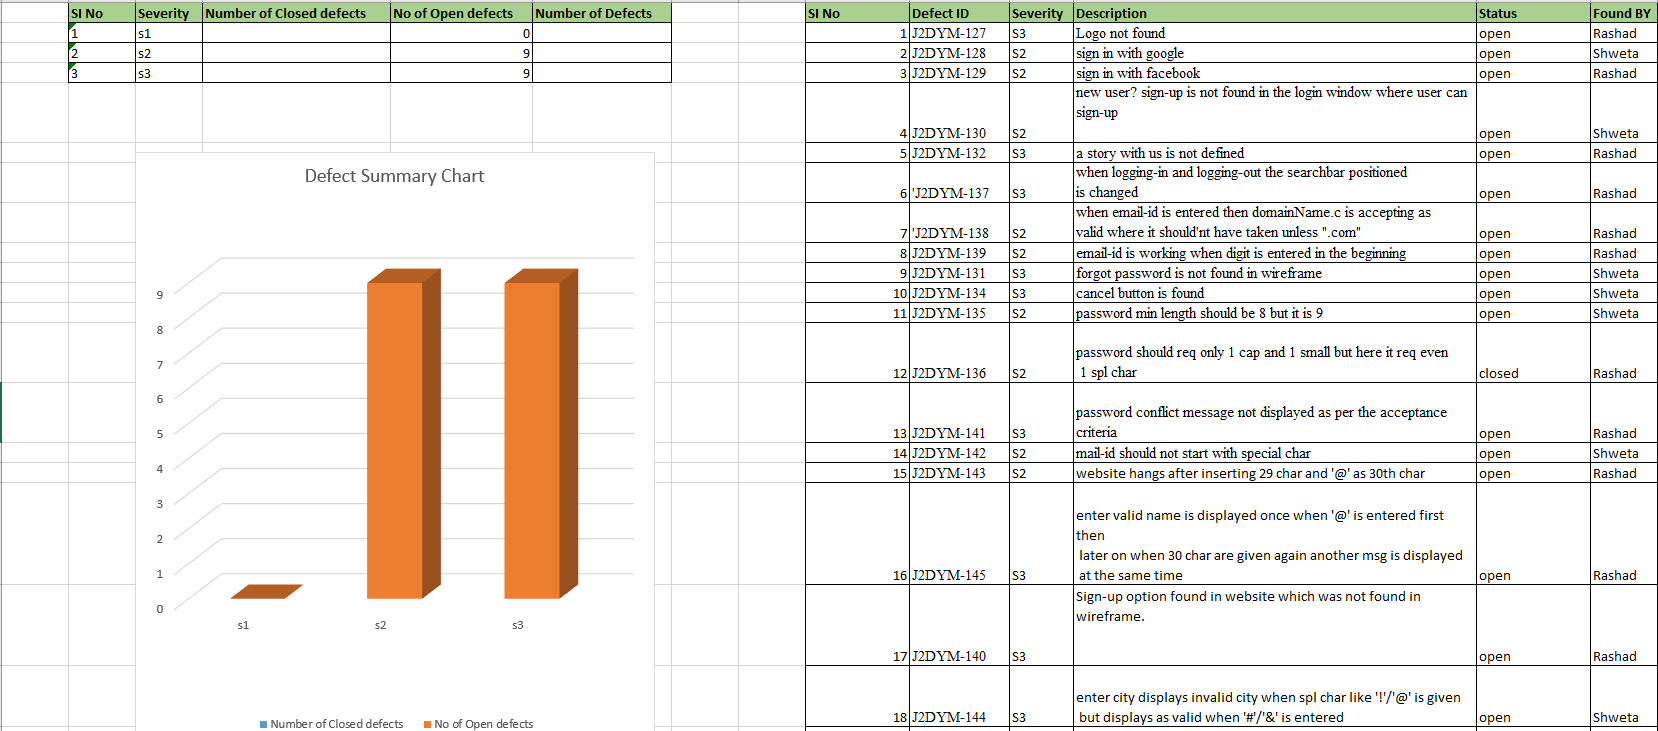 SI No Severity Number of Closed defects No of Open defects Number of Defects
1 s1 0
2 s2 9
3 s3 9
Defect Summary Chart
9
8
7
6
5
4
3
2
1
0
s1 s2 s3
Number of Closed defects No of Open defects
SI No Defect ID Severity Description Status Found BY
1 J2DYM-127 S3 Logo not found open Rashad
2 J2DYM-128 S2 sign in with google open Shweta
3 J2DYM-129 S2 sign in with facebook open Rashad
new user? sign-up is not found in the login window where user can
sign-up
4 J2DYM-130 S2 open Shweta
5 J2DYM-132 S3 a story with us is not defined open Rashad
when logging-in and logging-out the searchbar positioned
6 'J2DYM-137 S3 is changed open Rashad
when email-id is entered then domainName.c is accepting as
7 'J2DYM-138 S2 valid where it should'nt have taken unless ".com" open Rashad
8 J2DYM-139 S2 email-id is working when digit is entered in the beginning open Rashad
9 J2DYM-131 S3 forgot password is not found in wireframe open Shweta
10 J2DYM-134 S3 cancel button is found open Shweta
11 J2DYM-135 S2 password min length should be 8 but it is 9 open Shweta
password should req only 1 cap and 1 small but here it req even
12 J2DYM-136 S2 1 spl char closed Rashad
password conflict message not displayed as per the acceptance
13 J2DYM-141 S3 criteria open Rashad
14 J2DYM-142 S2 mail-id should not start with special char open Shweta
15 J2DYM-143 S2 website hangs after inserting 29 char and '@' as 30th char open Rashad
enter valid name is displayed once when '@' is entered first
then
later on when 30 char are given again another msg is displayed
16 J2DYM-145 S3 at the same time open Rashad
Sign-up option found in website which was not found in
wireframe.
17 J2DYM-140 S3 open Rashad
enter city displays invalid city when spl char like '!'/'@' is given
18 J2DYM-144 S3 but displays as valid when '#'/'&' is entered open Shweta